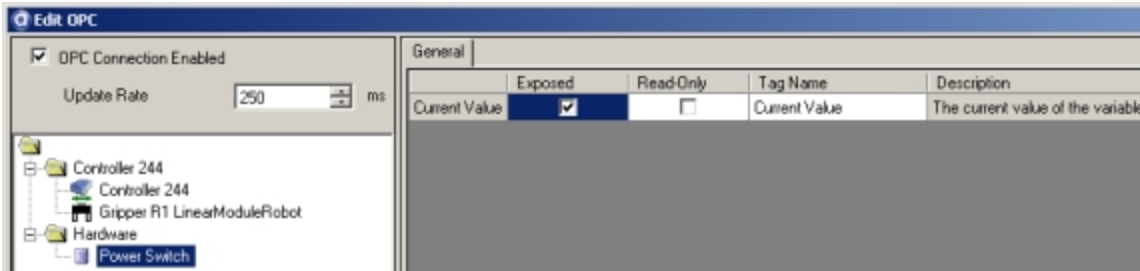 Edit OPC
OPC Connection Enabled
Update Rate 250 ms
Controller 244
Controller 244
Gripper R1 LinearModuleRobot
Hardware
Power Switch
General
Exposed Read-Only Tag Name Description
Current Value Current Value The current value of the variable